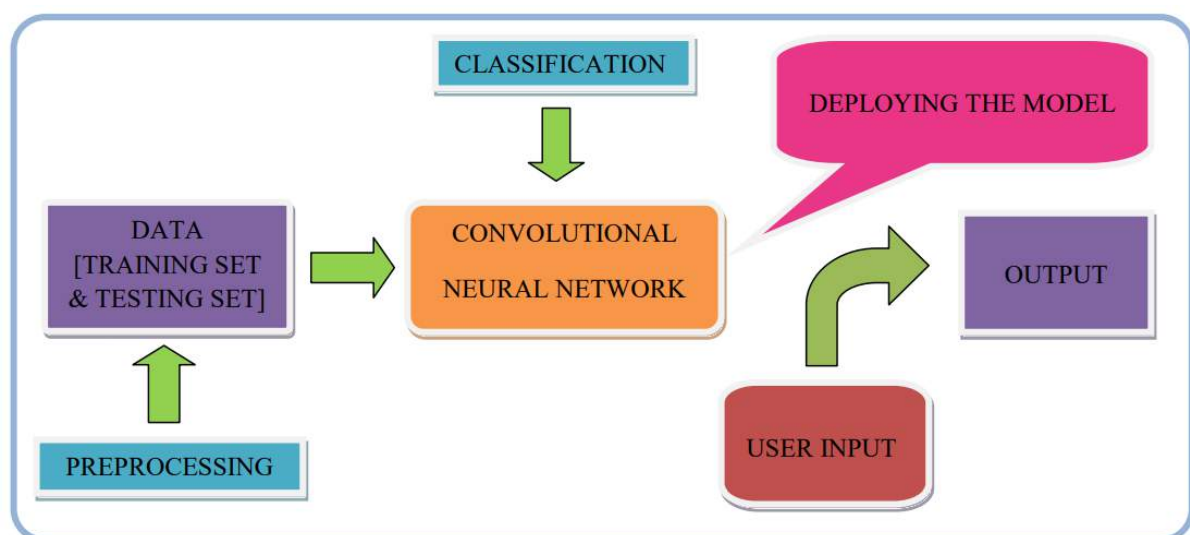 CLASSIFICATION
DEPLOYING THE MODEL
DATA
[TRAINING SET
& TESTING SET]
CONVOLUTIONAL
NEURAL NETWORK
OUTPUT
PREPROCESSING
USER INPUT